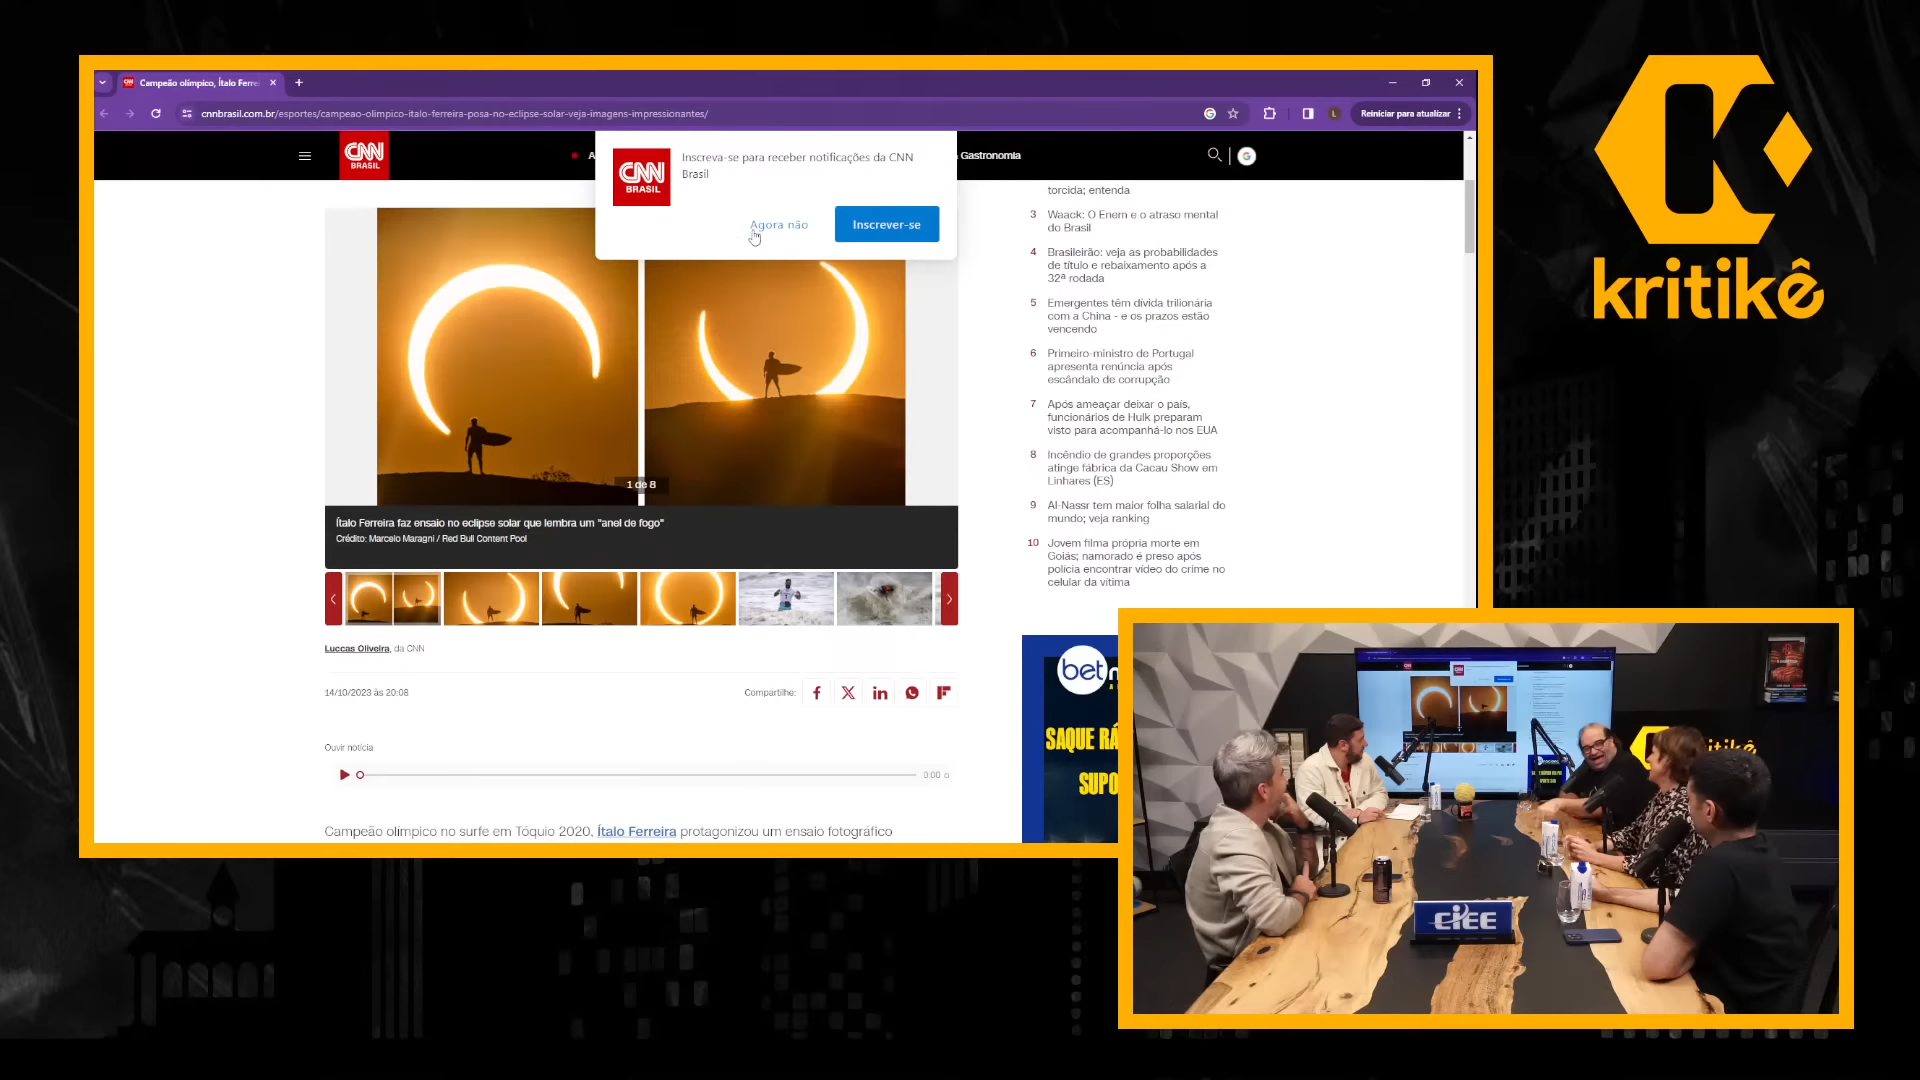 Campeão olímpico, Ítalo Ferre
cnnbrasil.com.br/esportes/campeao-olimpico-italo-ferreira-posa-no-eclipse-solar-veja-imagens-impressionantes/
L
Reiniciar para atualizar
CNN
BRASIL
A
Gastronomia
CNN
BRASIL
Inscreva-se para receber notificações da CNN
Brasil
Agora não
Inscrever-se
1 de 8
Ítalo Ferreira faz ensaio no eclipse solar que lembra um "anel de fogo"
Crédito: Marcelo Maragni / Red Bull Content Pool
Luccas Oliveira, da CNN
14/10/2023 às 20:08
Compartilhe:
Ouvir notícia
0:00
Campeão olímpico no surfe em Tóquio 2020, Ítalo Ferreira protagonizou um ensaio fotográfico
torcida; entenda
3 Waack: O Enem e o atraso mental
do Brasil
4 Brasileirão: veja as probabilidades
de título e rebaixamento após a
32ª rodada
5 Emergentes têm dívida trilionária
com a China - e os prazos estão
vencendo
6 Primeiro-ministro de Portugal
apresenta renúncia após
escândalo de corrupção
7 Após ameaçar deixar o país,
funcionários de Hulk preparam
visto para acompanhá-lo nos EUA
8 Incêndio de grandes proporções
atinge fábrica da Cacau Show em
Linhares (ES)
9 Al-Nassr tem maior folha salarial do
mundo; veja ranking
10 Jovem filma própria morte em
Goiás; namorado é preso após
polícia encontrar vídeo do crime no
celular da vítima
bet
SAQUE RÁ
SUPO
K
kritikê
kritikê
CIEE